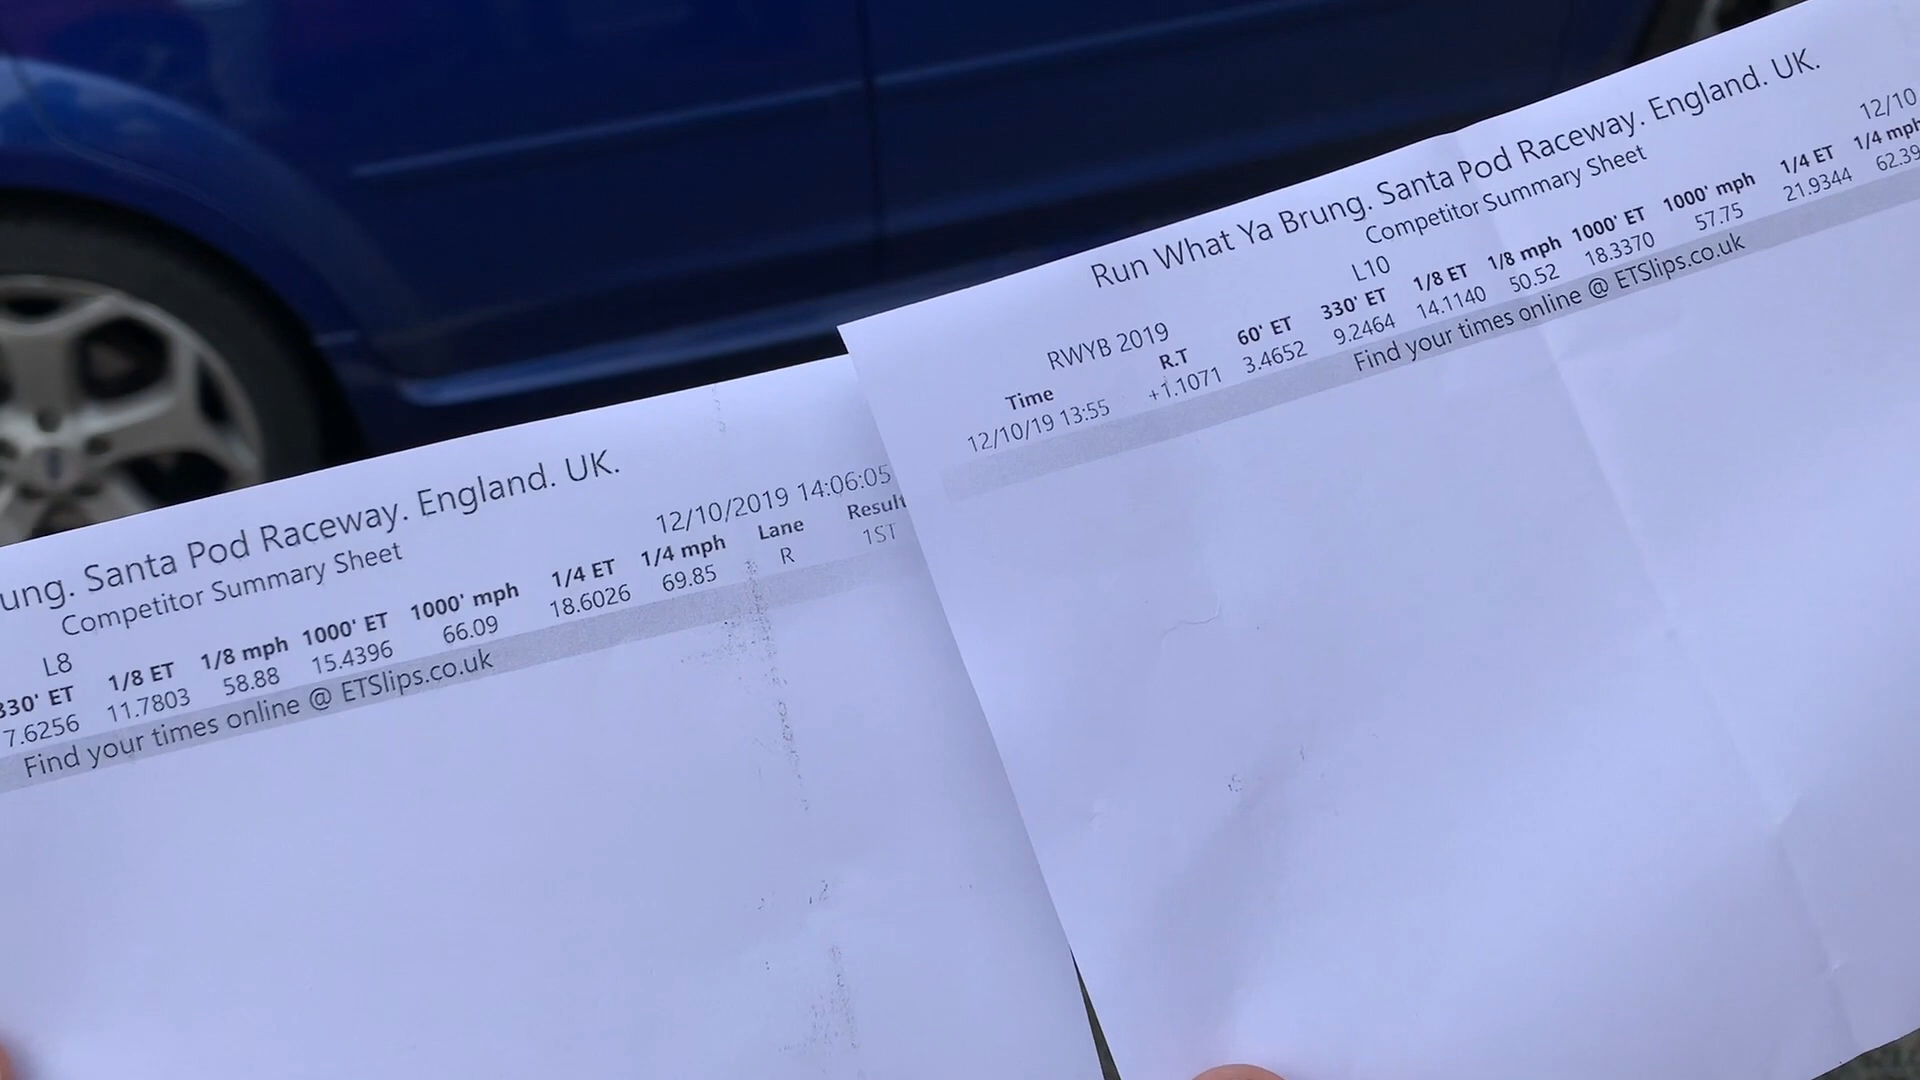 ung. Santa Pod Raceway. England. UK.
Competitor Summary Sheet
L8
12/10/2019 14:06:05
330' ET 1/8 ET 1/8 mph 1000' ET 1000' mph 1/4 ET 1/4 mph Lane Result
7.6256 11.7803 58.88 15.4396 66.09 18.6026 69.85 R 1ST
Find your times online @ ETSlips.co.uk
Run What Ya Brung. Santa Pod Raceway. England. UK.
Competitor Summary Sheet
RWYB 2019 L10 12/10
Time R.T 60' ET 330' ET 1/8 ET 1/8 mph 1000' ET 1000' mph 1/4 ET 1/4 mph
12/10/19 13:55 +1.1071 3.4652 9.2464 14.1140 50.52 18.3370 57.75 21.9344 62.39
Find your times online @ ETSlips.co.uk